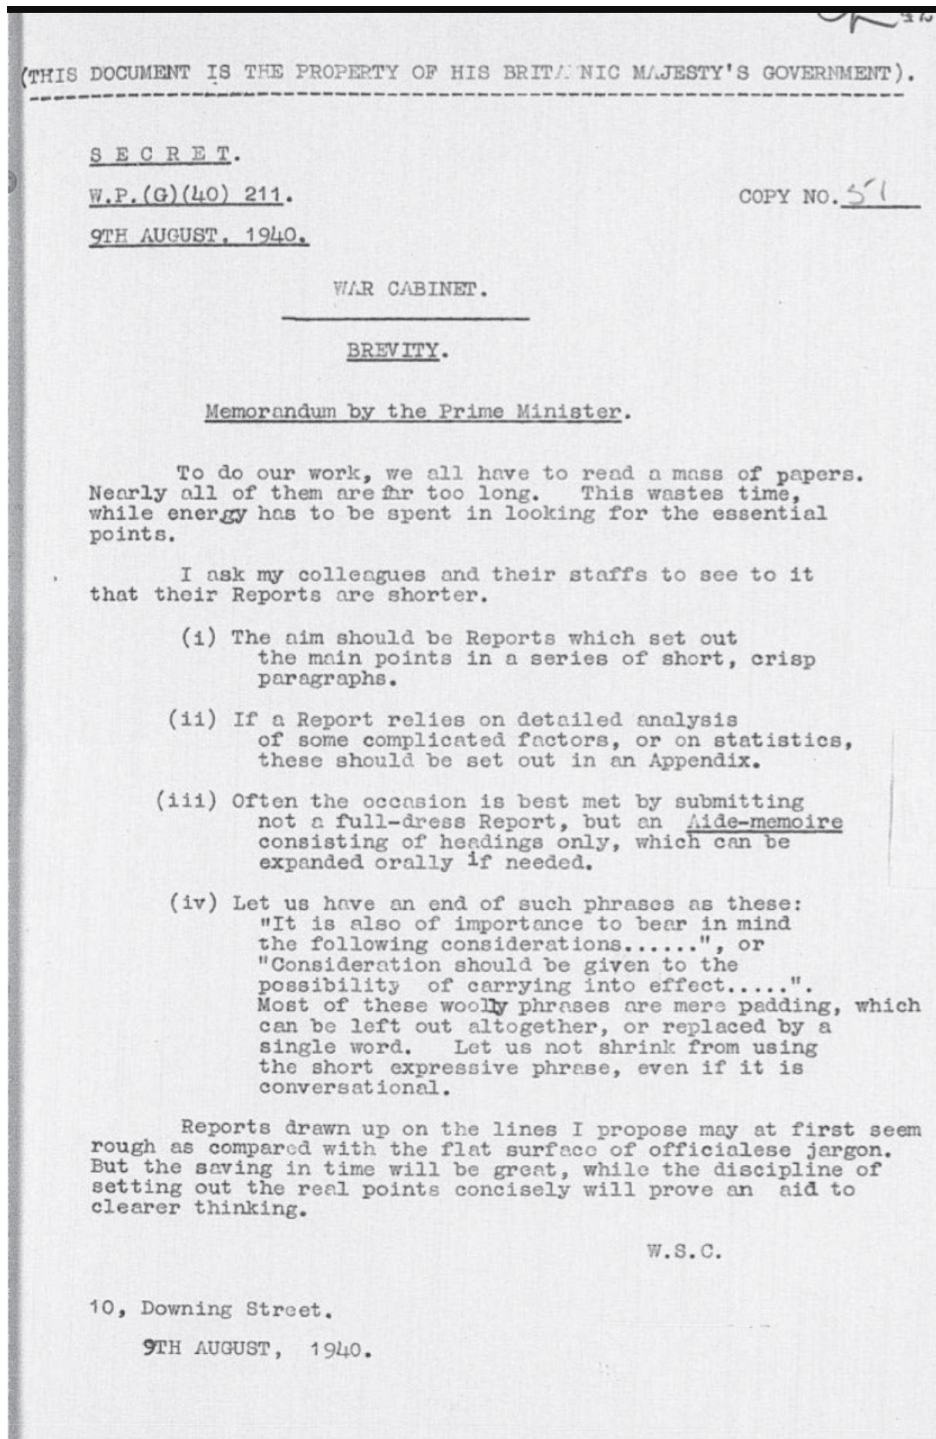 (THIS DOCUMENT IS THE PROPERTY OF HIS BRITANNIC MAJESTY'S GOVERNMENT).
S E C R E T.
W.P.(G)(40) 211.
COPY NO. 51
9TH AUGUST, 1940.
WAR CABINET.
BREVITY.
Memorandum by the Prime Minister.
To do our work, we all have to read a mass of papers.
Nearly all of them are far too long. This wastes time,
while energy has to be spent in looking for the essential
points.
I ask my colleagues and their staffs to see to it
that their Reports are shorter.
(i) The aim should be Reports which set out
the main points in a series of short, crisp
paragraphs.
(ii) If a Report relies on detailed analysis
of some complicated factors, or on statistics,
these should be set out in an Appendix.
(iii) Often the occasion is best met by submitting
not a full-dress Report, but an Aide-memoire
consisting of headings only, which can be
expanded orally if needed.
(iv) Let us have an end of such phrases as these:
"It is also of importance to bear in mind
the following considerations......", or
"Consideration should be given to the
possibility of carrying into effect.....".
Most of these woolly phrases are mere padding, which
can be left out altogether, or replaced by a
single word. Let us not shrink from using
the short expressive phrase, even if it is
conversational.
Reports drawn up on the lines I propose may at first seem
rough as compared with the flat surface of officialese jargon.
But the saving in time will be great, while the discipline of
setting out the real points concisely will prove an aid to
clearer thinking.
W.S.C.
10, Downing Street.
9TH AUGUST, 1940.